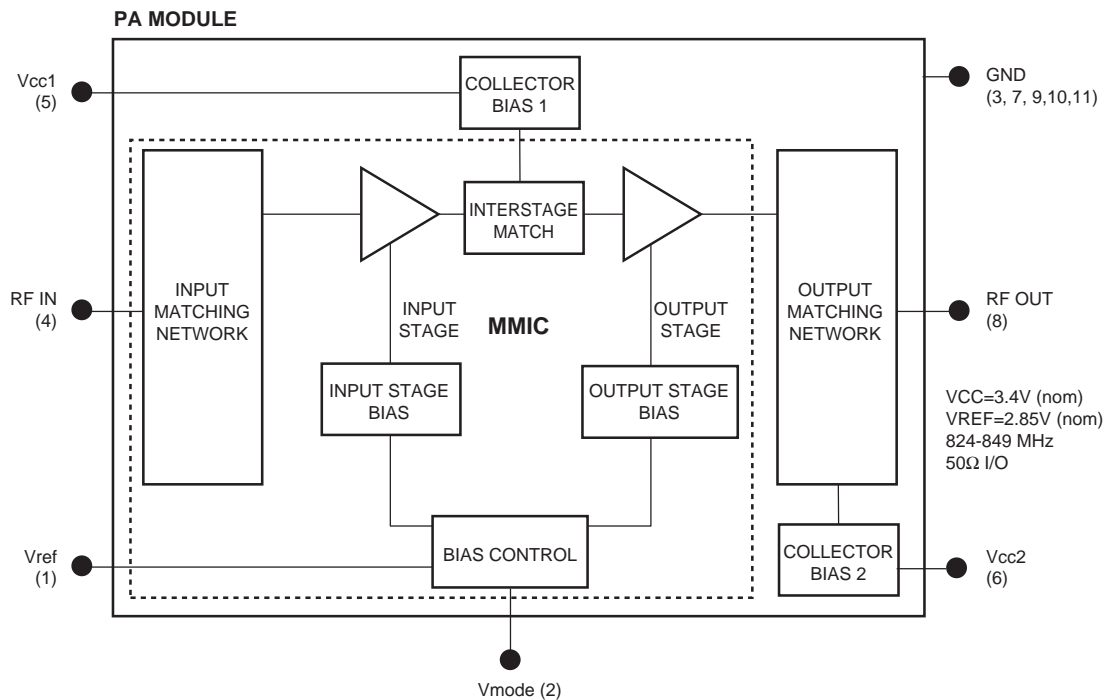 PA MODULE
Vcc1
(5)
COLLECTOR
BIAS 1
GND
(3, 7, 9,10,11)
INTERSTAGE
MATCH
RF IN
(4)
INPUT
MATCHING
NETWORK
INPUT
STAGE
MMIC
OUTPUT
STAGE
OUTPUT
MATCHING
NETWORK
RF OUT
(8)
INPUT STAGE
BIAS
OUTPUT STAGE
BIAS
VCC=3.4V (nom)
VREF=2.85V (nom)
824-849 MHz
50Ω I/O
Vref
(1)
BIAS CONTROL
COLLECTOR
BIAS 2
Vcc2
(6)
Vmode (2)